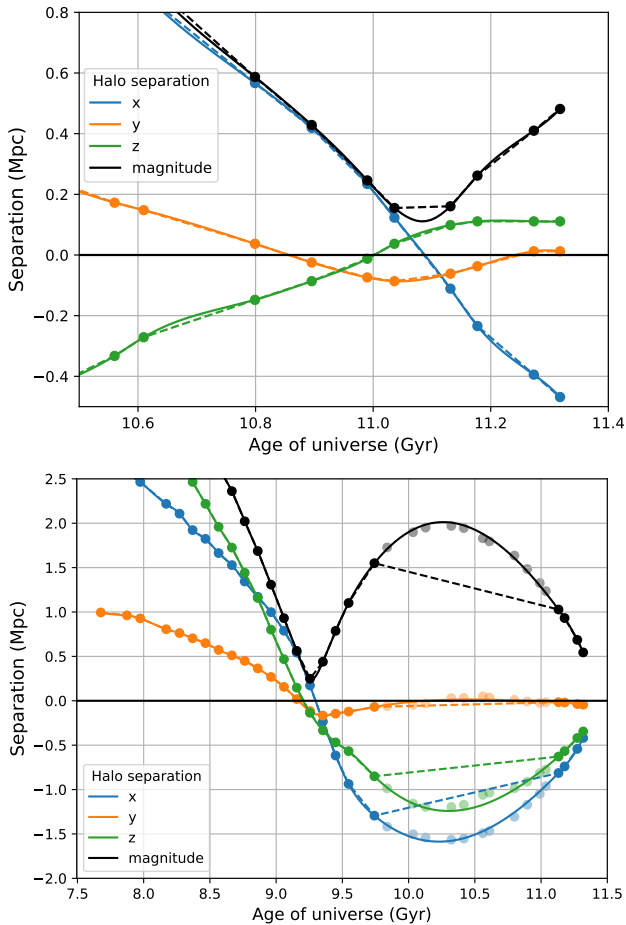 0.8
0.6
0.4
0.2
0.0
−0.2
−0.4
Separation (Mpc)
Halo separation
x
y
z
magnitude
10.6 10.8 11.0 11.2 11.4
Age of universe (Gyr)
2.5
2.0
1.5
1.0
0.5
0.0
−0.5
−1.0
−1.5
−2.0
Separation (Mpc)
Halo separation
x
y
z
magnitude
7.5 8.0 8.5 9.0 9.5 10.0 10.5 11.0 11.5
Age of universe (Gyr)